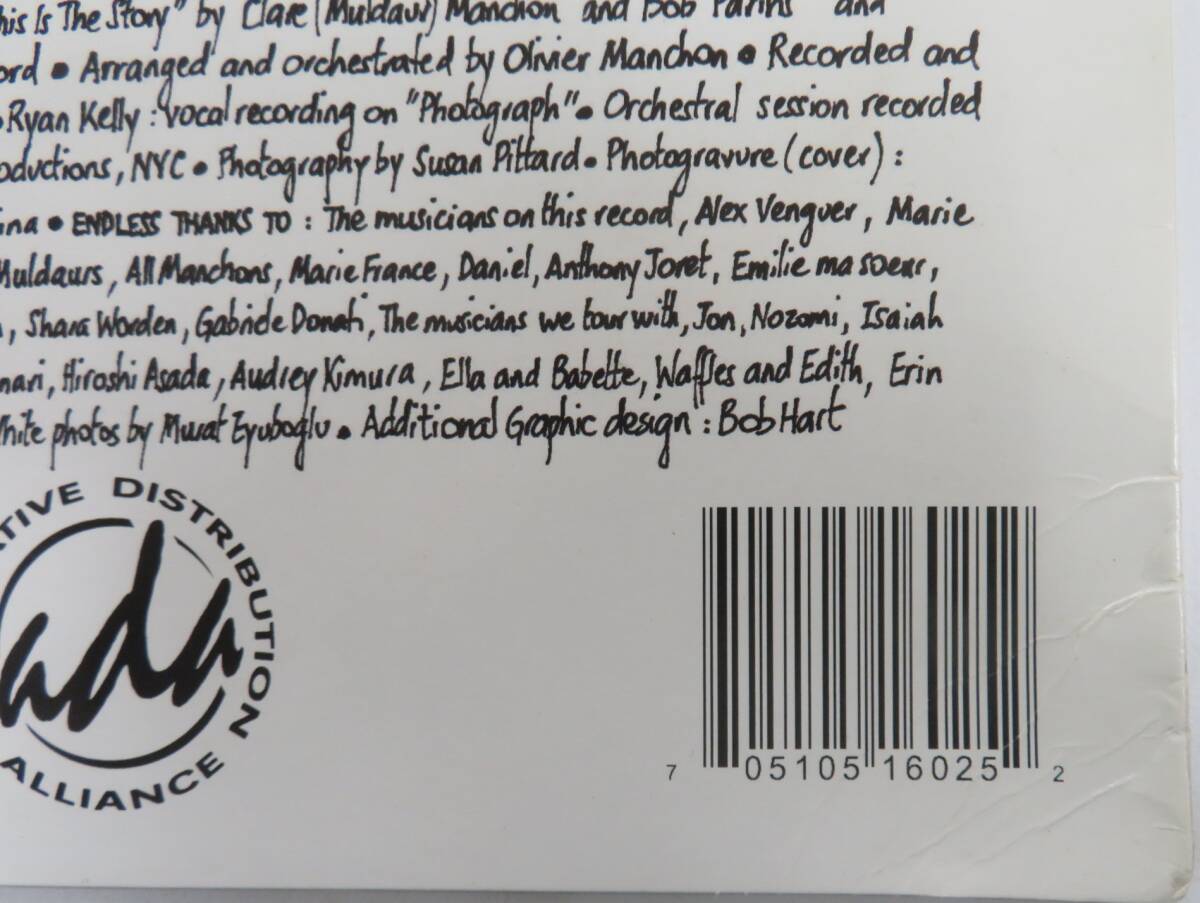 his Is The Story" by Clare (Muldaur) Manchon and Bob Parins and
ord • Arranged and orchestrated by Olivier Manchon • Recorded and
• Ryan Kelly : vocal recording on "Photograph" • Orchestral session recorded
oductions, NYC • Photography by Susan Pittard • Photogravure (cover) :
ina • ENDLESS THANKS TO : The musicians on this record, Alex Venguer, Marie
Muldaurs, All Manchons, Marie France, Daniel, Anthony Joret, Emilie ma soeur,
, Shara Worden, Gabriele Donati, The musicians we tour with, Jon, Nozomi, Isaiah
nari, Hiroshi Asada, Audrey Kimura, Ella and Babette, Waffles and Edith, Erin
White photos by Murat Eyuboglu • Additional Graphic design : Bob Hart
ATIVE DISTRIBUTION
ada
ALLIANCE
7 05105 16025 2